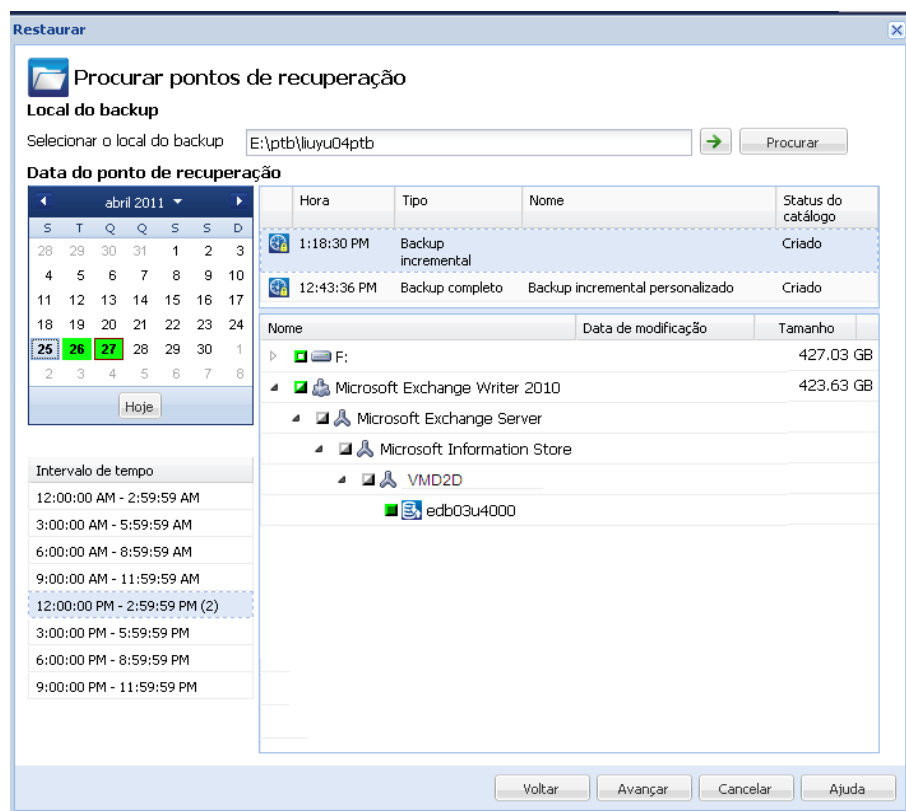 Restaurar
Procurar pontos de recuperação
Local do backup
Selecionar o local do backup E:\ptb\liuyu04ptb Procurar
Data do ponto de recuperação
abril 2011
S T Q Q S S D
28 29 30 31 1 2 3
4 5 6 7 8 9 10
11 12 13 14 15 16 17
18 19 20 21 22 23 24
25 26 27 28 29 30 1
2 3 4 5 6 7 8
Hoje
Hora Tipo Nome Status do
catálogo
1:18:30 PM Backup Criado
incremental
12:43:36 PM Backup completo Backup incremental personalizado Criado
Intervalo de tempo
12:00:00 AM - 2:59:59 AM
3:00:00 AM - 5:59:59 AM
6:00:00 AM - 8:59:59 AM
9:00:00 AM - 11:59:59 AM
12:00:00 PM - 2:59:59 PM (2)
3:00:00 PM - 5:59:59 PM
6:00:00 PM - 8:59:59 PM
9:00:00 PM - 11:59:59 PM
Nome Data de modificação Tamanho
F: 427.03 GB
Microsoft Exchange Writer 2010 423.63 GB
Microsoft Exchange Server
Microsoft Information Store
VMD2D
edb03u4000
Voltar Avançar Cancelar Ajuda